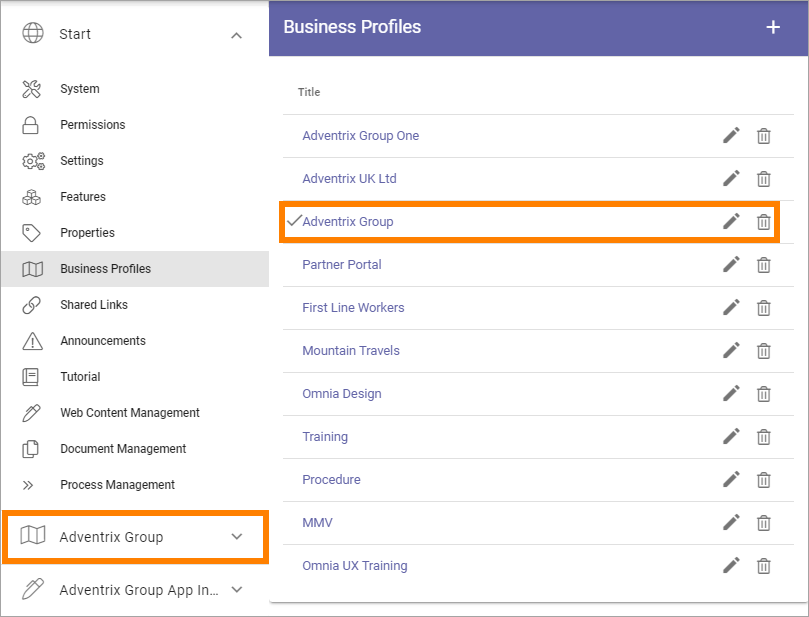 Start
System
Permissions
Settings
Features
Properties
Business Profiles
Shared Links
Announcements
Tutorial
Web Content Management
Document Management
Process Management
Adventrix Group
Adventrix Group App In...
Business Profiles
Title
Adventrix Group One
Adventrix UK Ltd
Adventrix Group
Partner Portal
First Line Workers
Mountain Travels
Omnia Design
Training
Procedure
MMV
Omnia UX Training